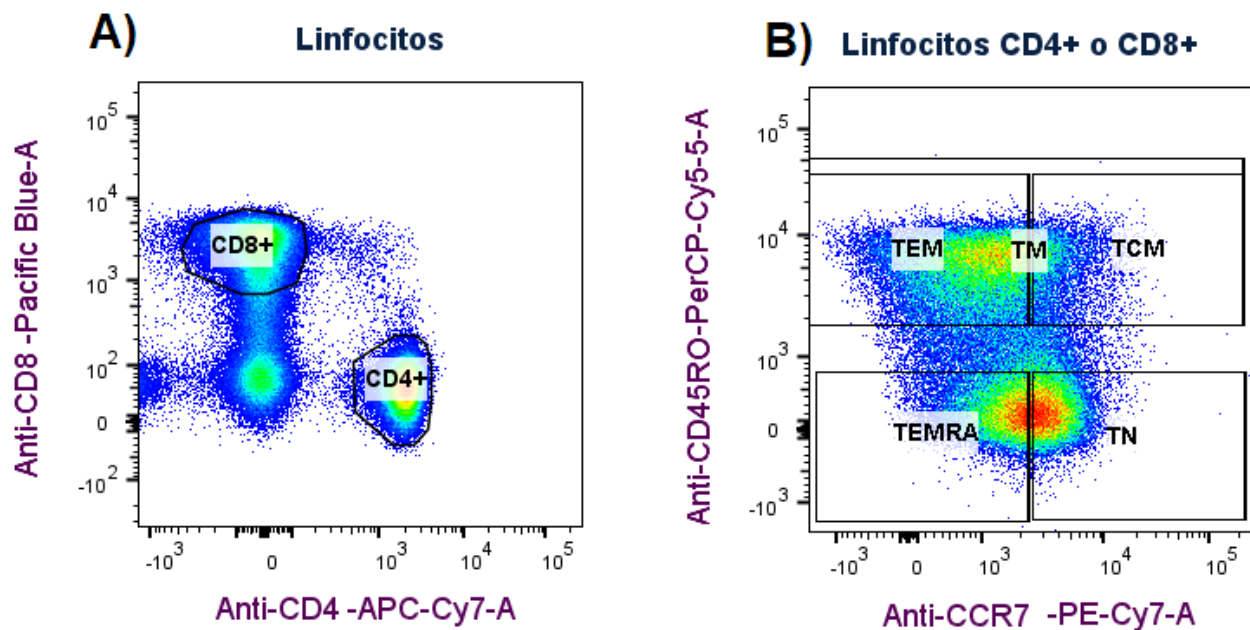 A)
Linfocitos
Anti-CD8 -Pacific Blue-A
10^5
10^4
10^3
10^2
0
-10^2
CD8+
CD4+
-10^3 0 10^3 10^4 10^5
Anti-CD4 -APC-Cy7-A
B)
Linfocitos CD4+ o CD8+
Anti-CD45RO-PerCP-Cy5-5-A
10^5
10^4
10^3
0
-10^3
TEM TM TCM
TEMRA TN
-10^3 0 10^3 10^4 10^5
Anti-CCR7 -PE-Cy7-A